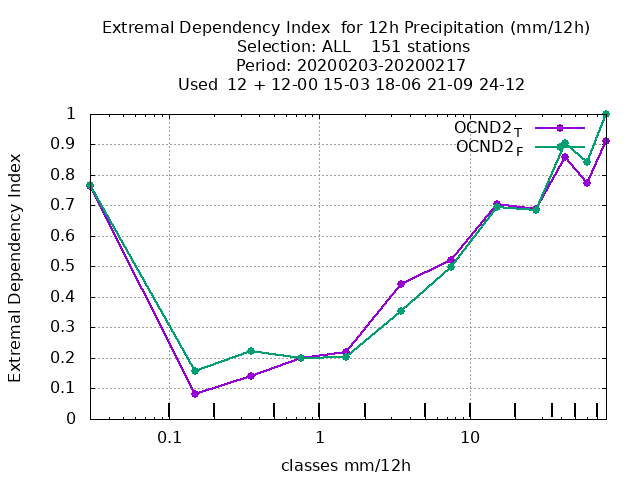 Extremal Dependency Index  for 12h Precipitation (mm/12h)
Selection: ALL    151 stations
Period: 20200203-20200217
Used  12 + 12-00 15-03 18-06 21-09 24-12
OCND2T
OCND2F
Extremal Dependency Index
1
0.9
0.8
0.7
0.6
0.5
0.4
0.3
0.2
0.1
0
0.1 1 10
classes mm/12h